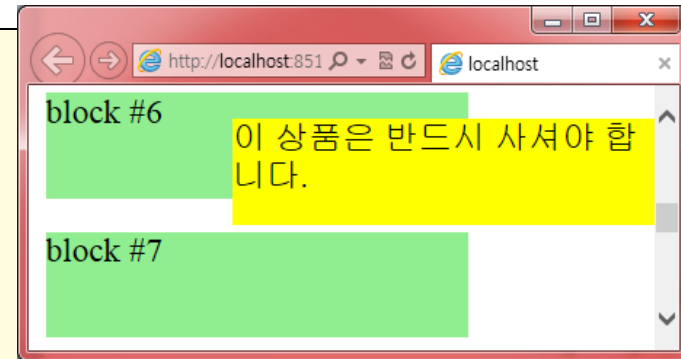 http://localhost:851
localhost
block #6
이 상품은 반드시 사셔야 합
니다.
block #7